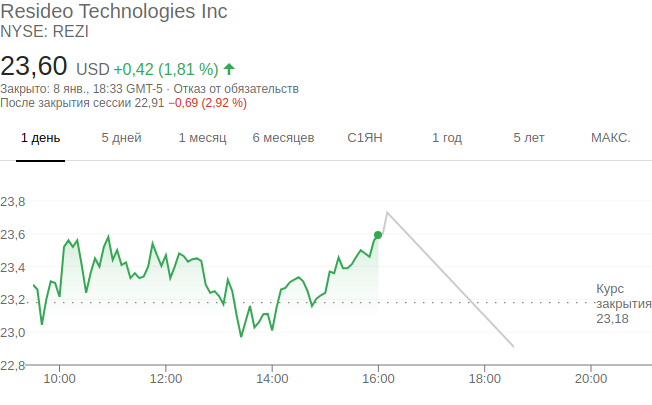 Resideo Technologies Inc
NYSE: REZI
23,60 USD +0,42 (1,81 %)
Закрыто: 8 янв., 18:33 GMT-5 · Отказ от обязательств
После закрытия сессии 22,91 −0,69 (2,92 %)
1 день 5 дней 1 месяц 6 месяцев С1ЯН 1 год 5 лет МАКС.
23,8
23,6
23,4
23,2
23,0
22,8
Курс
закрытия
23,18
10:00 12:00 14:00 16:00 18:00 20:00